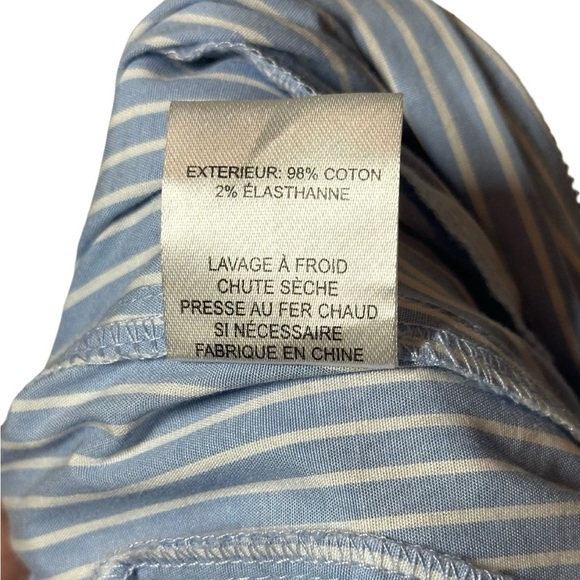 EXTERIEUR: 98% COTON
2% ÉLASTHANNE
LAVAGE À FROID
CHUTE SÈCHE
PRESSE AU FER CHAUD
SI NÉCESSAIRE
FABRIQUE EN CHINE